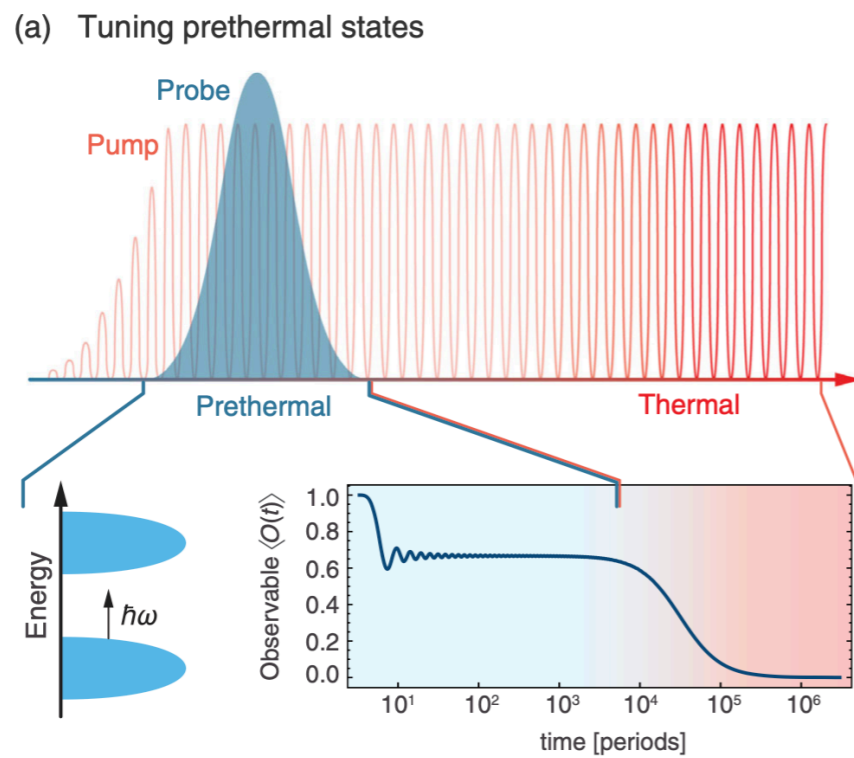 (a) Tuning prethermal states
Probe
Pump
Prethermal
Thermal
Energy
ħω
Observable ⟨O(t)⟩
1.0
0.8
0.6
0.4
0.2
0.0
10¹ 10² 10³ 10⁴ 10⁵ 10⁶
time [periods]